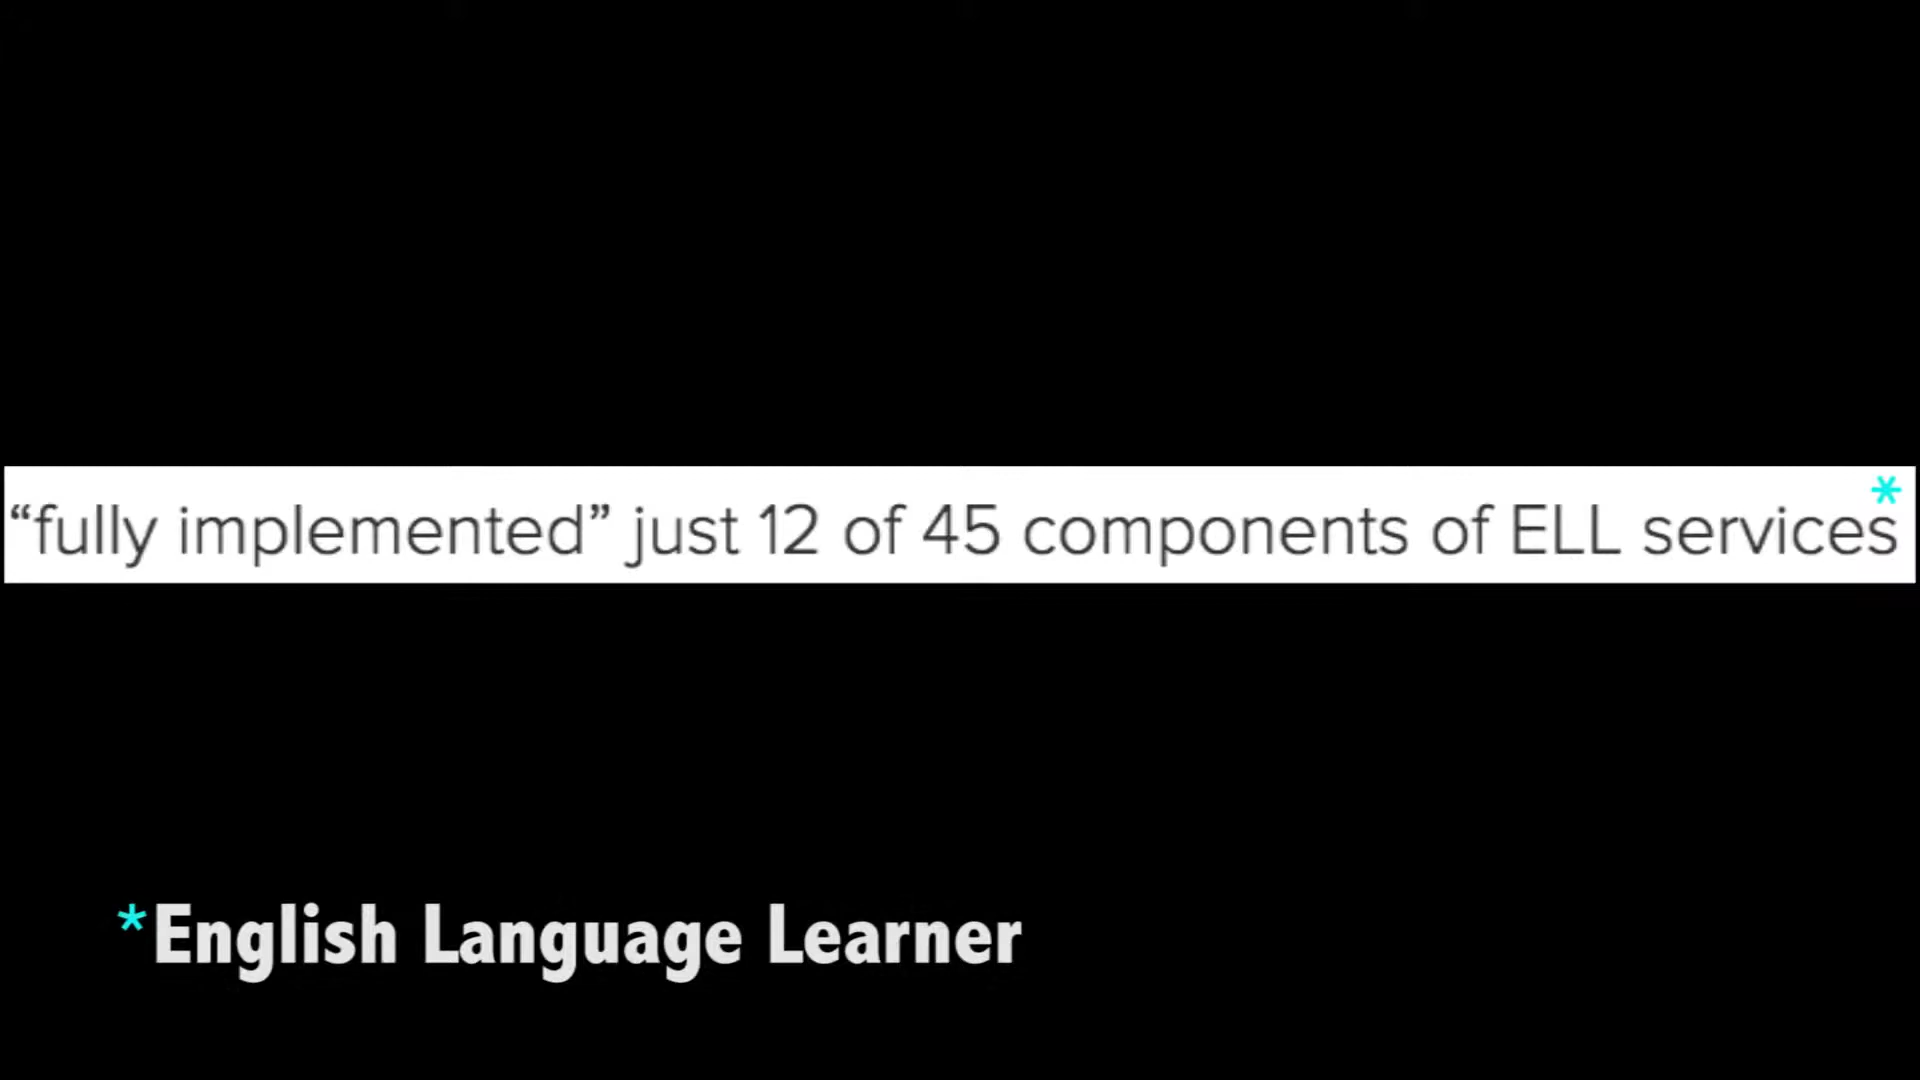 “fully implemented” just 12 of 45 components of ELL services*
*English Language Learner